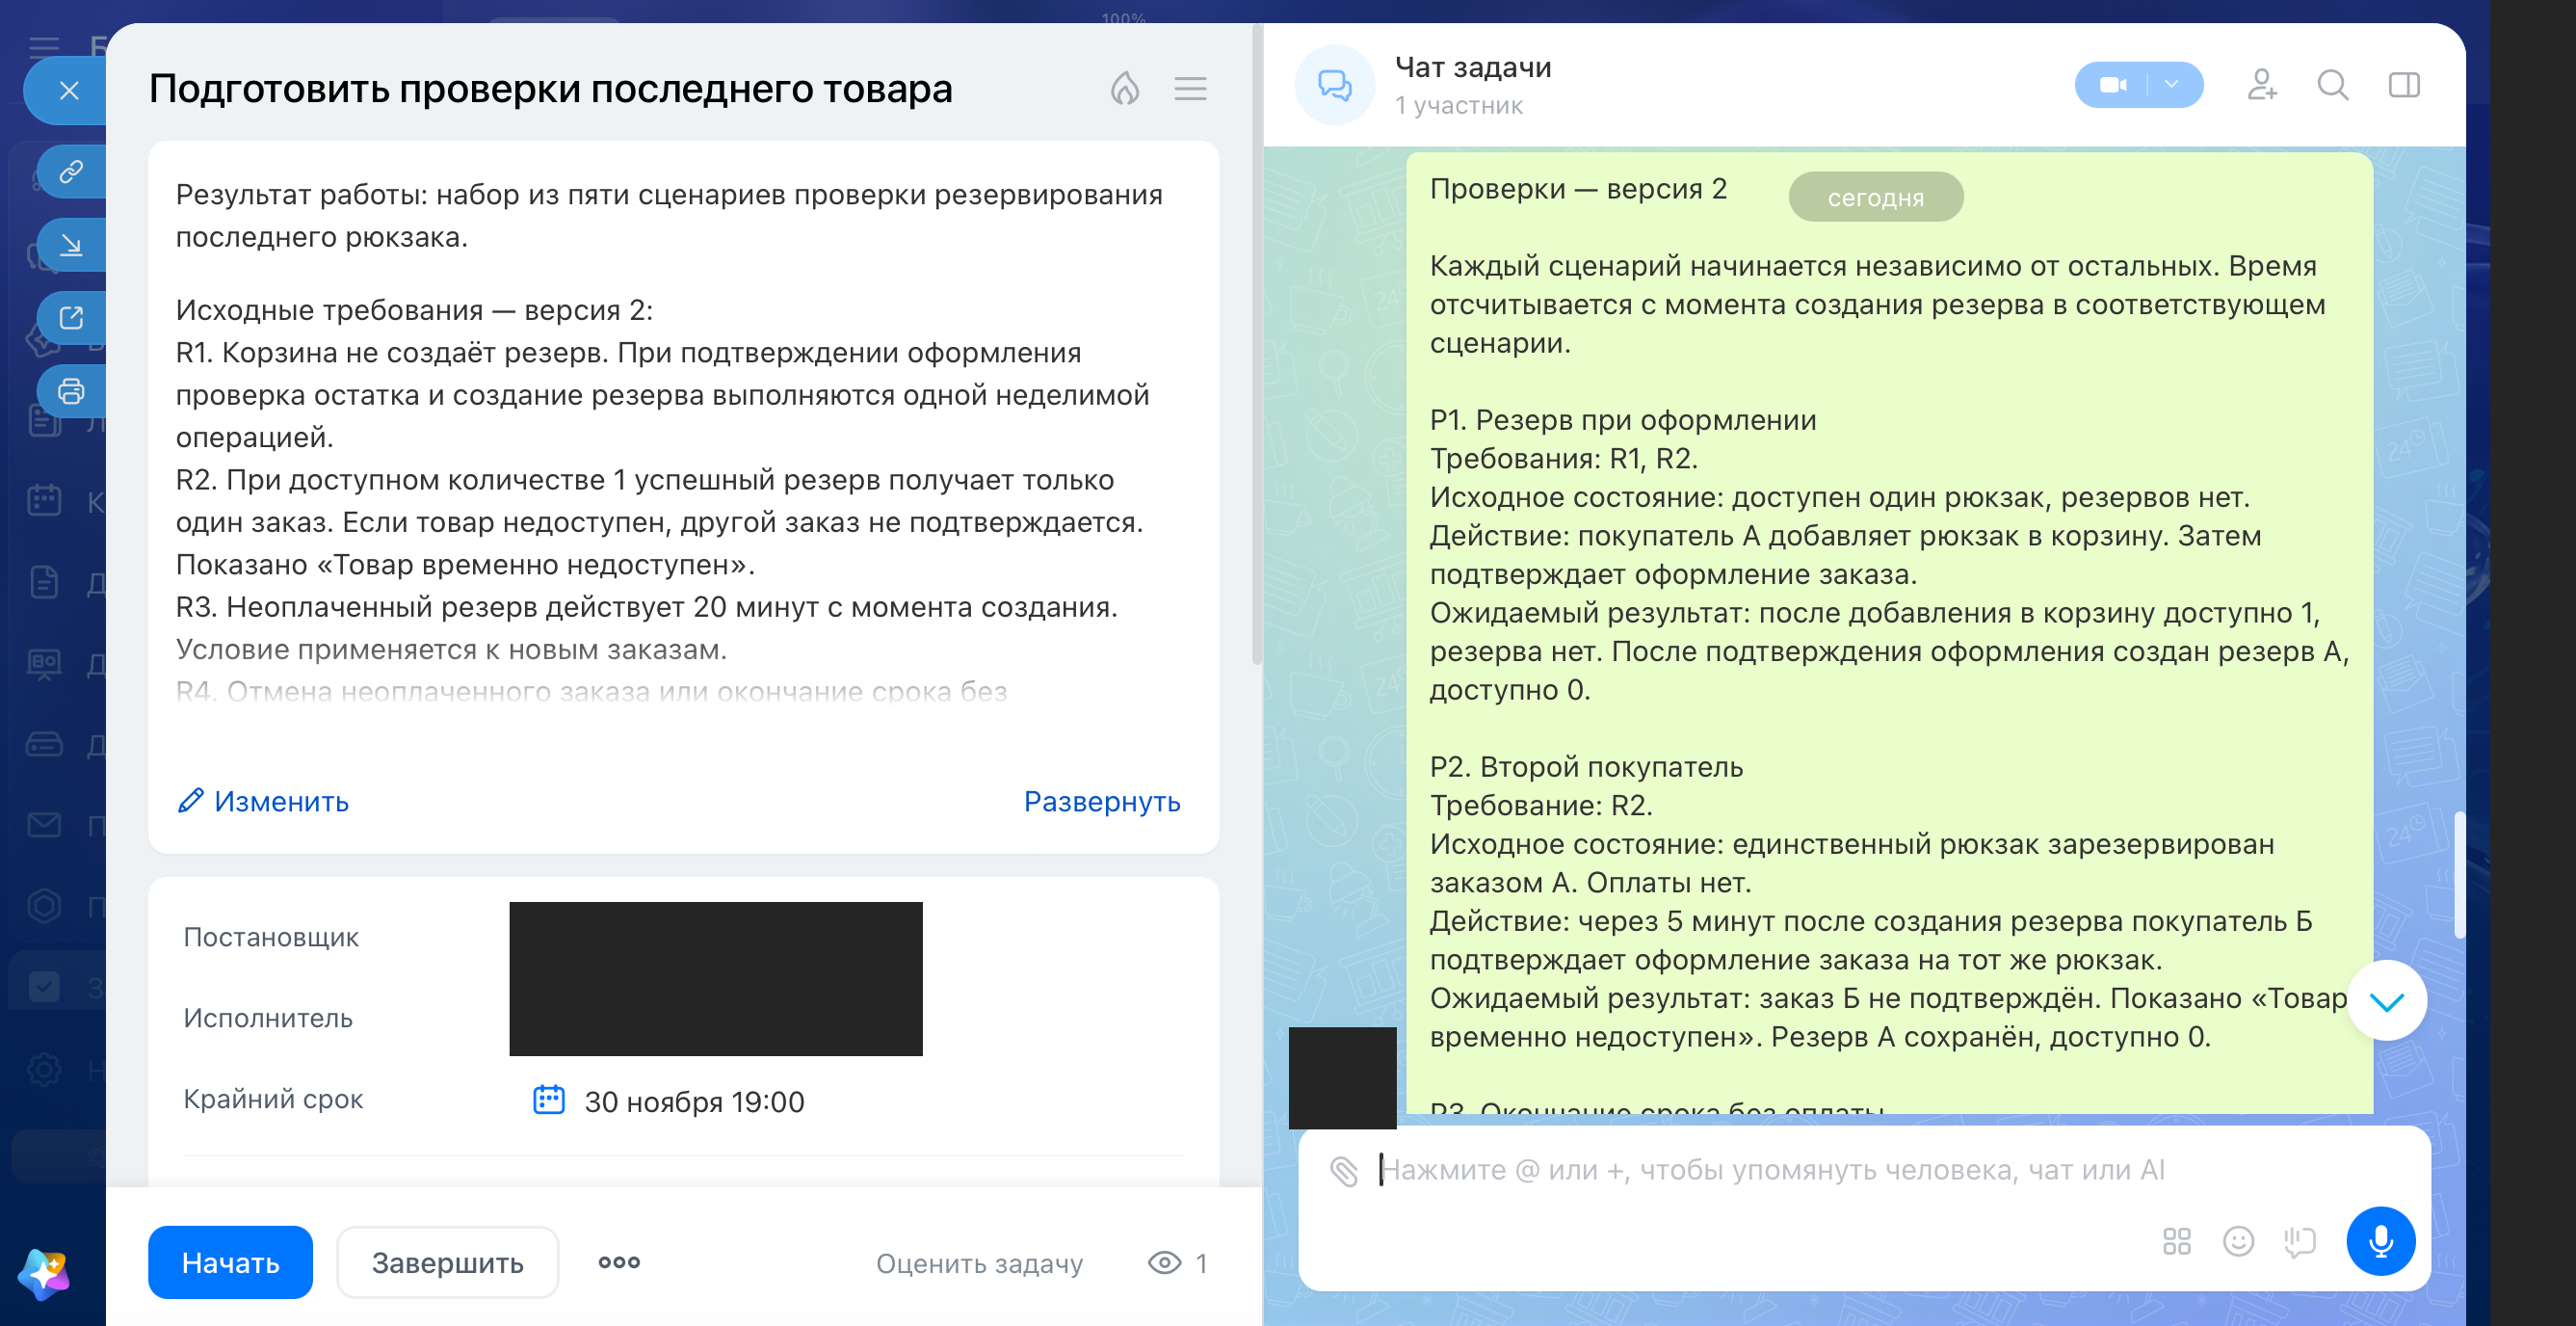 100%
Подготовить проверки последнего товара
Результат работы: набор из пяти сценариев проверки резервирования
последнего рюкзака.
Исходные требования — версия 2:
R1. Корзина не создаёт резерв. При подтверждении оформления
проверка остатка и создание резерва выполняются одной неделимой
операцией.
R2. При доступном количестве 1 успешный резерв получает только
один заказ. Если товар недоступен, другой заказ не подтверждается.
Показано «Товар временно недоступен».
R3. Неоплаченный резерв действует 20 минут с момента создания.
Условие применяется к новым заказам.
R4. Отмена неоплаченного заказа или окончание срока без
Изменить
Развернуть
Постановщик
Исполнитель
Крайний срок
30 ноября 19:00
Начать
Завершить
Оценить задачу
1
Чат задачи
1 участник
сегодня
Проверки — версия 2
Каждый сценарий начинается независимо от остальных. Время
отсчитывается с момента создания резерва в соответствующем
сценарии.
P1. Резерв при оформлении
Требования: R1, R2.
Исходное состояние: доступен один рюкзак, резервов нет.
Действие: покупатель А добавляет рюкзак в корзину. Затем
подтверждает оформление заказа.
Ожидаемый результат: после добавления в корзину доступно 1,
резерва нет. После подтверждения оформления создан резерв А,
доступно 0.
P2. Второй покупатель
Требование: R2.
Исходное состояние: единственный рюкзак зарезервирован
заказом А. Оплаты нет.
Действие: через 5 минут после создания резерва покупатель Б
подтверждает оформление заказа на тот же рюкзак.
Ожидаемый результат: заказ Б не подтверждён. Показано «Товар
временно недоступен». Резерв А сохранён, доступно 0.
P3. Окончание срока без оплаты
Нажмите @ или +, чтобы упомянуть человека, чат или AI